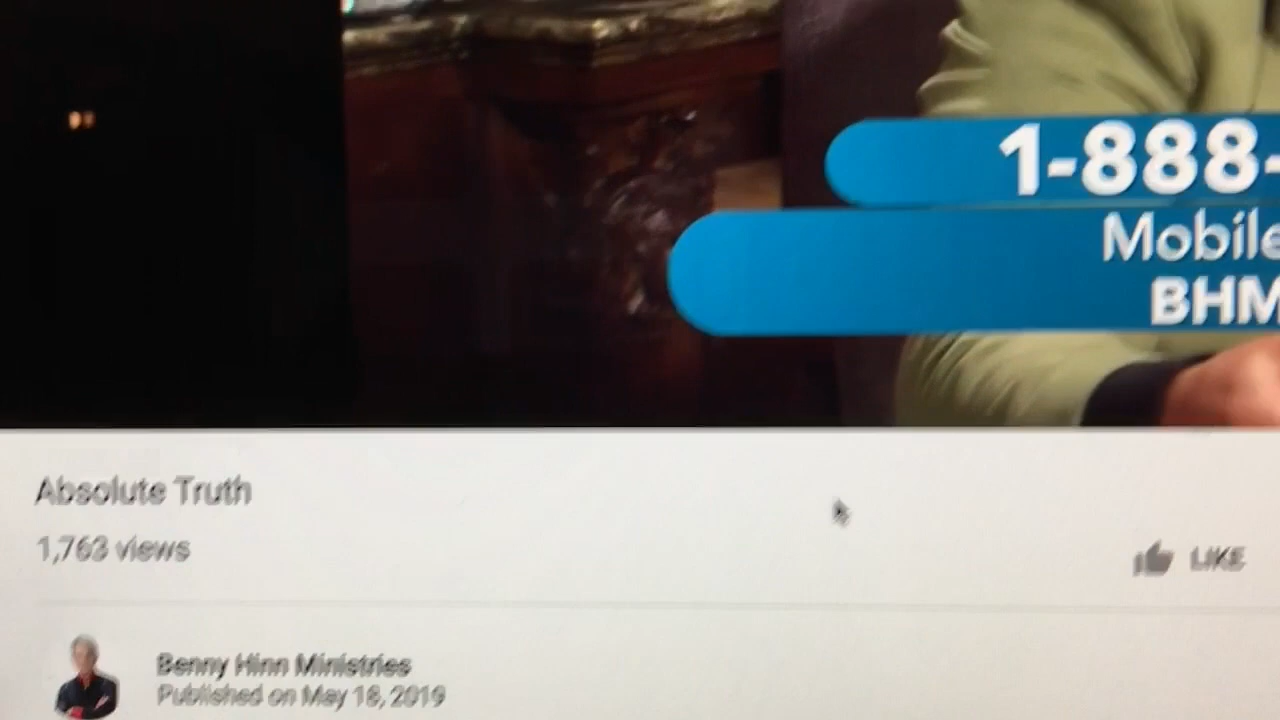 1-888-
Mobile
BHM
Absolute Truth
1,763 views
LIKE
Benny Hinn Ministries
Published on May 18, 2019